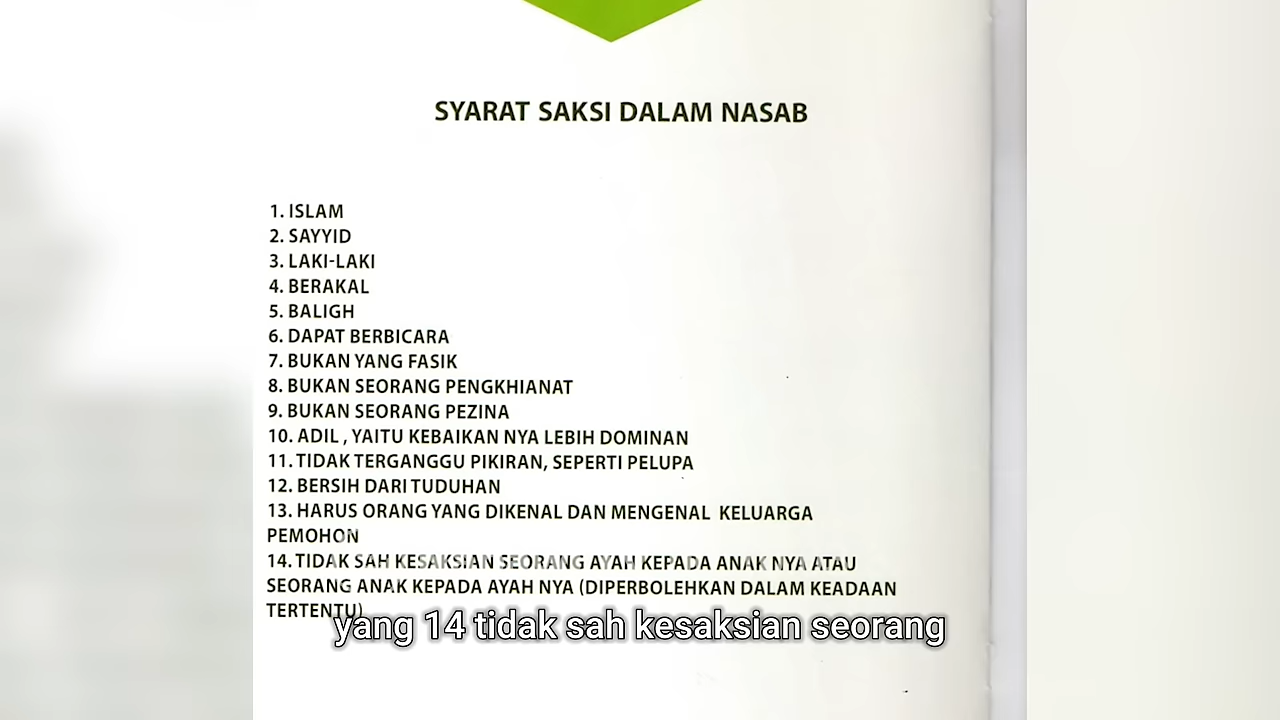 SYARAT SAKSI DALAM NASAB
1. ISLAM
2. SAYYID
3. LAKI-LAKI
4. BERAKAL
5. BALIGH
6. DAPAT BERBICARA
7. BUKAN YANG FASIK
8. BUKAN SEORANG PENGKHIANAT
9. BUKAN SEORANG PEZINA
10. ADIL , YAITU KEBAIKAN NYA LEBIH DOMINAN
11. TIDAK TERGANGGU PIKIRAN, SEPERTI PELUPA
12. BERSIH DARI TUDUHAN
13. HARUS ORANG YANG DIKENAL DAN MENGENAL KELUARGA
PEMOHON
14. TIDAK SAH KESAKSIAN SEORANG AYAH KEPADA ANAK NYA ATAU
SEORANG ANAK KEPADA AYAH NYA (DIPERBOLEHKAN DALAM KEADAAN
TERTENTU)
yang 14 tidak sah kesaksian seorang